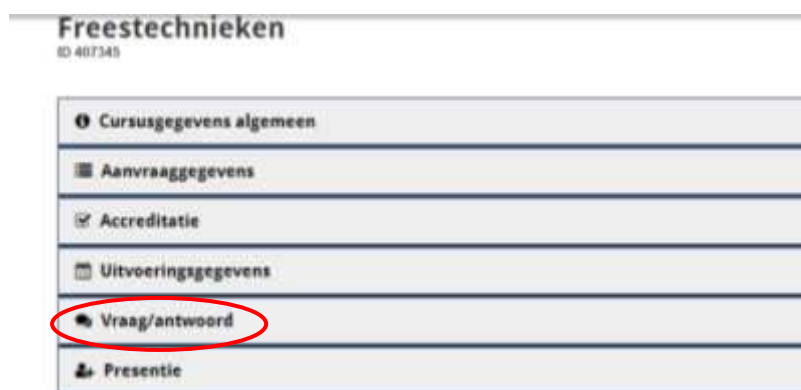 Freestechnieken
ID 407345
Cursusgegevens algemeen
Aanvraaggegevens
Accreditatie
Uitvoeringsgegevens
Vraag/antwoord
Presentie